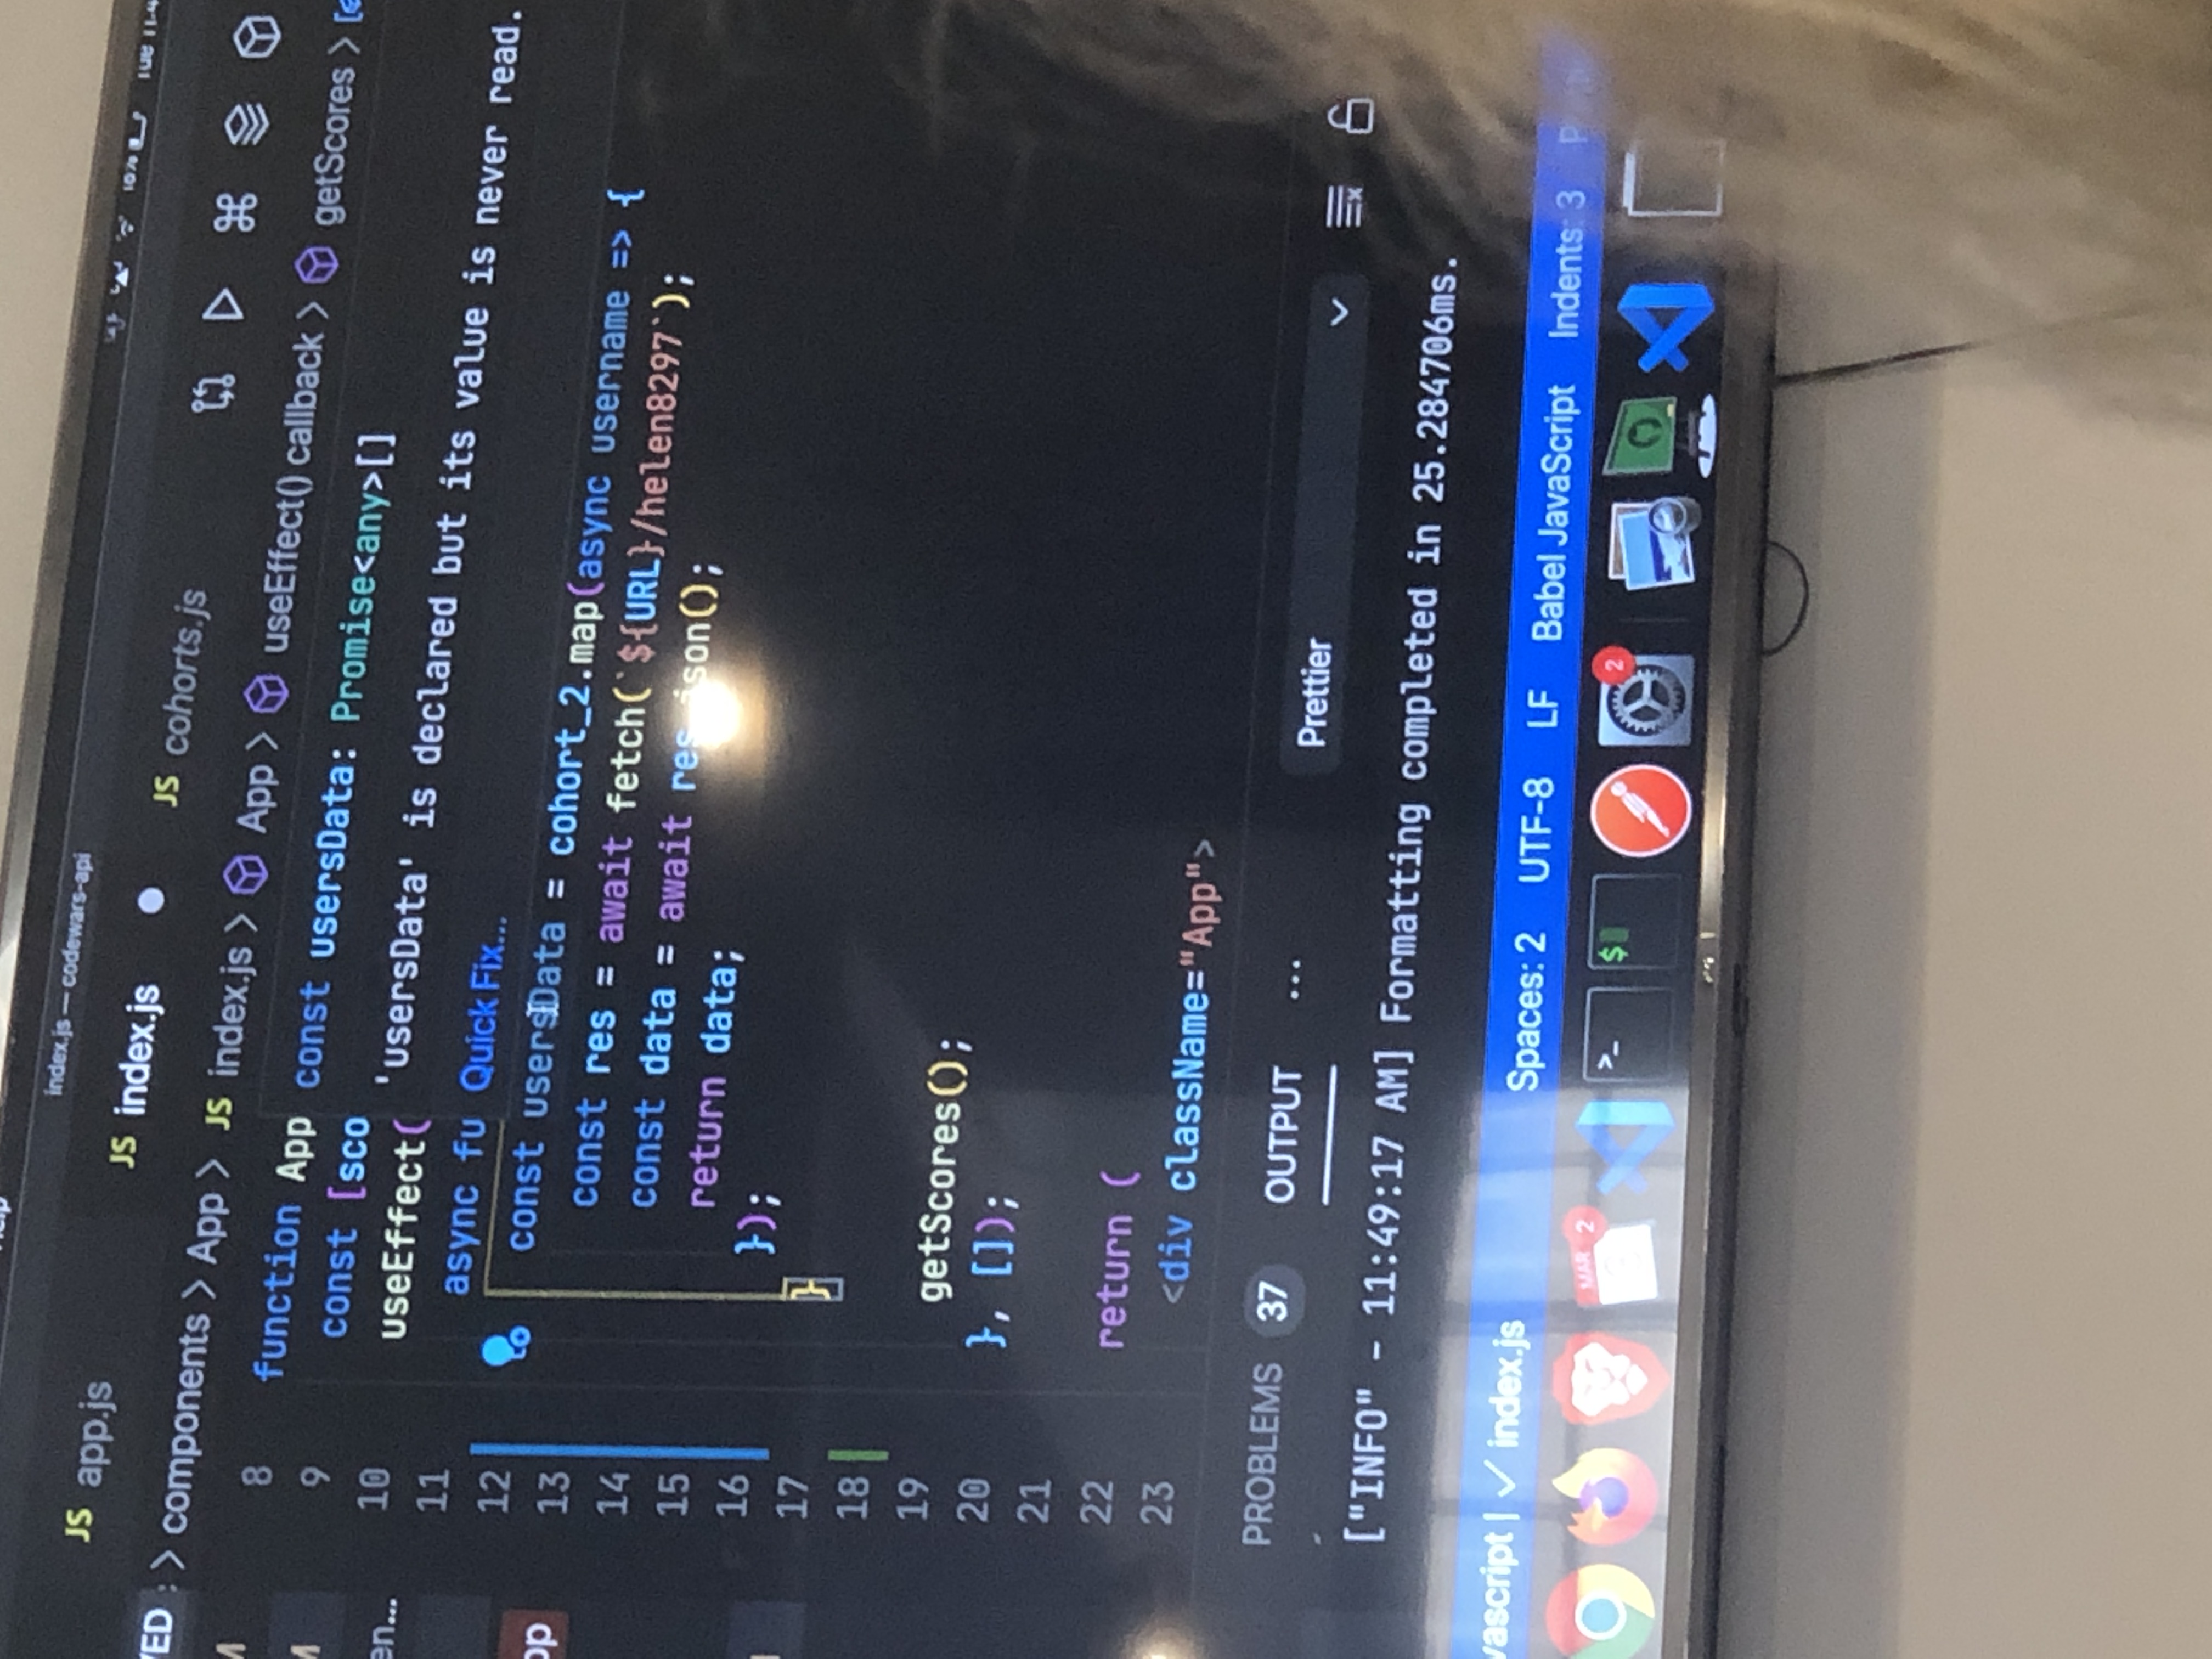 index.js — codewars-api
JS app.js
JS index.js
JS cohorts.js
components > App > JS index.js > App > useEffect() callback > getScores >
8 function App
9 const [sco
10 useEffect(
11 async fu
const usersData: Promise<any>[]
'usersData' is declared but its value is never read.
Quick Fix...
12 const usersData = cohort_2.map(async username => {
13 const res = await fetch(`${URL}/helen8297`);
14 const data = await res.json();
15 return data;
16 });
17 }
18
19 getScores();
20 }, []);
21
22 return (
23 <div className="App">
PROBLEMS 37 OUTPUT ... Prettier
["INFO" - 11:49:17 AM] Formatting completed in 25.284706ms.
vascript | ✓ index.js Spaces: 2 UTF-8 LF Babel JavaScript Indents: 3
MAR 2
>_
$
2